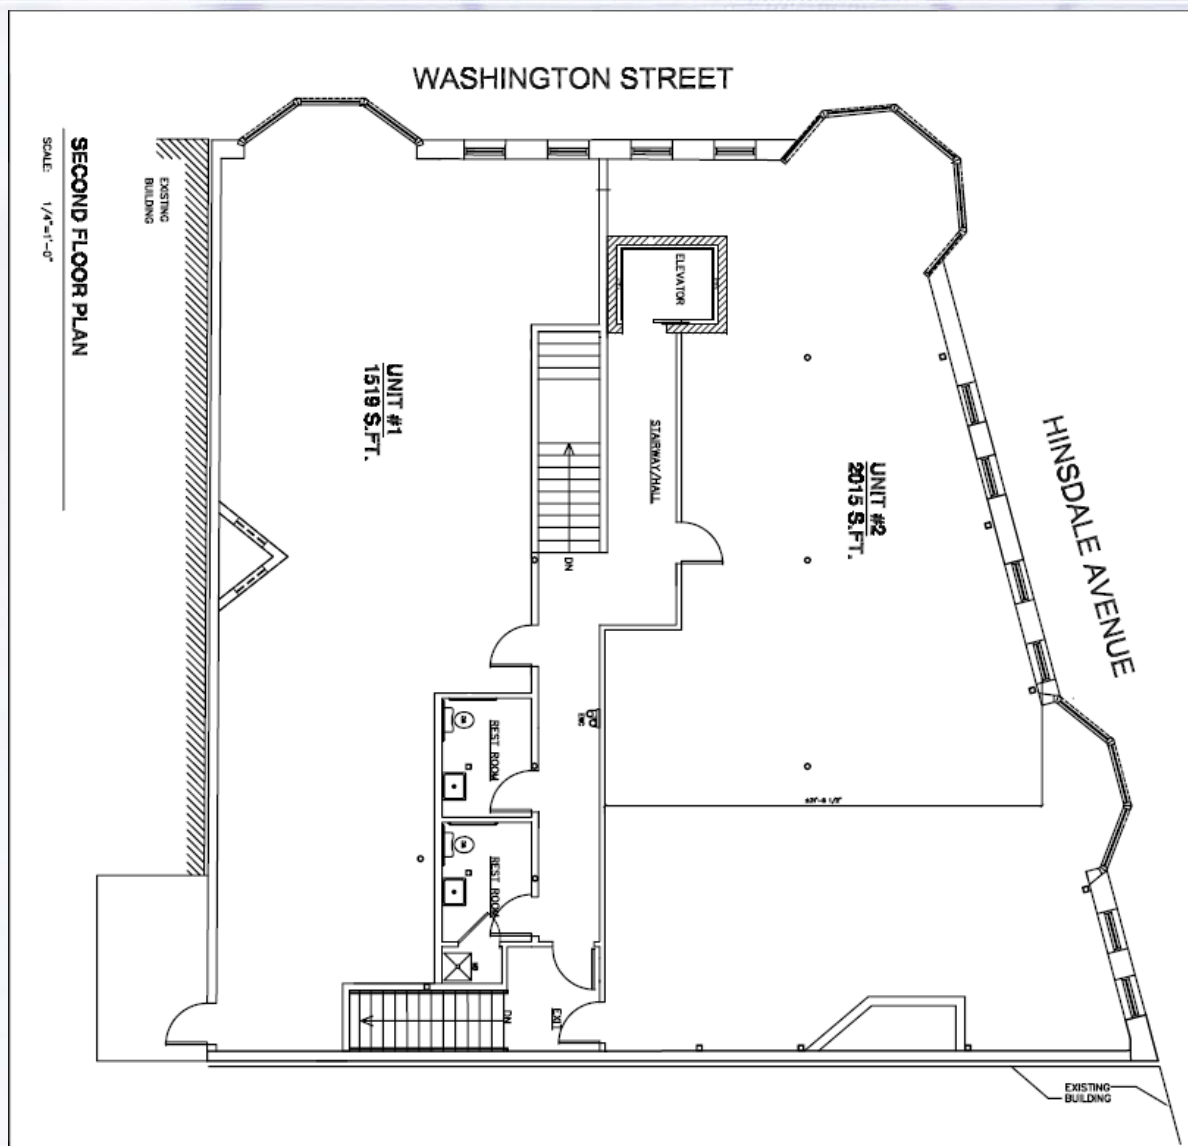 WASHINGTON STREET
HINSDALE AVENUE
SECOND FLOOR PLAN
SCALE: 1/4"=1'-0"
EXISTING
BUILDING
ELEVATOR
UNIT #1
1519 S.FT.
STAIRWAY/HALL
UNIT #2
2015 S.FT.
DN
EWC
REST ROOM
REST ROOM
DN
EXIT
EXISTING
BUILDING